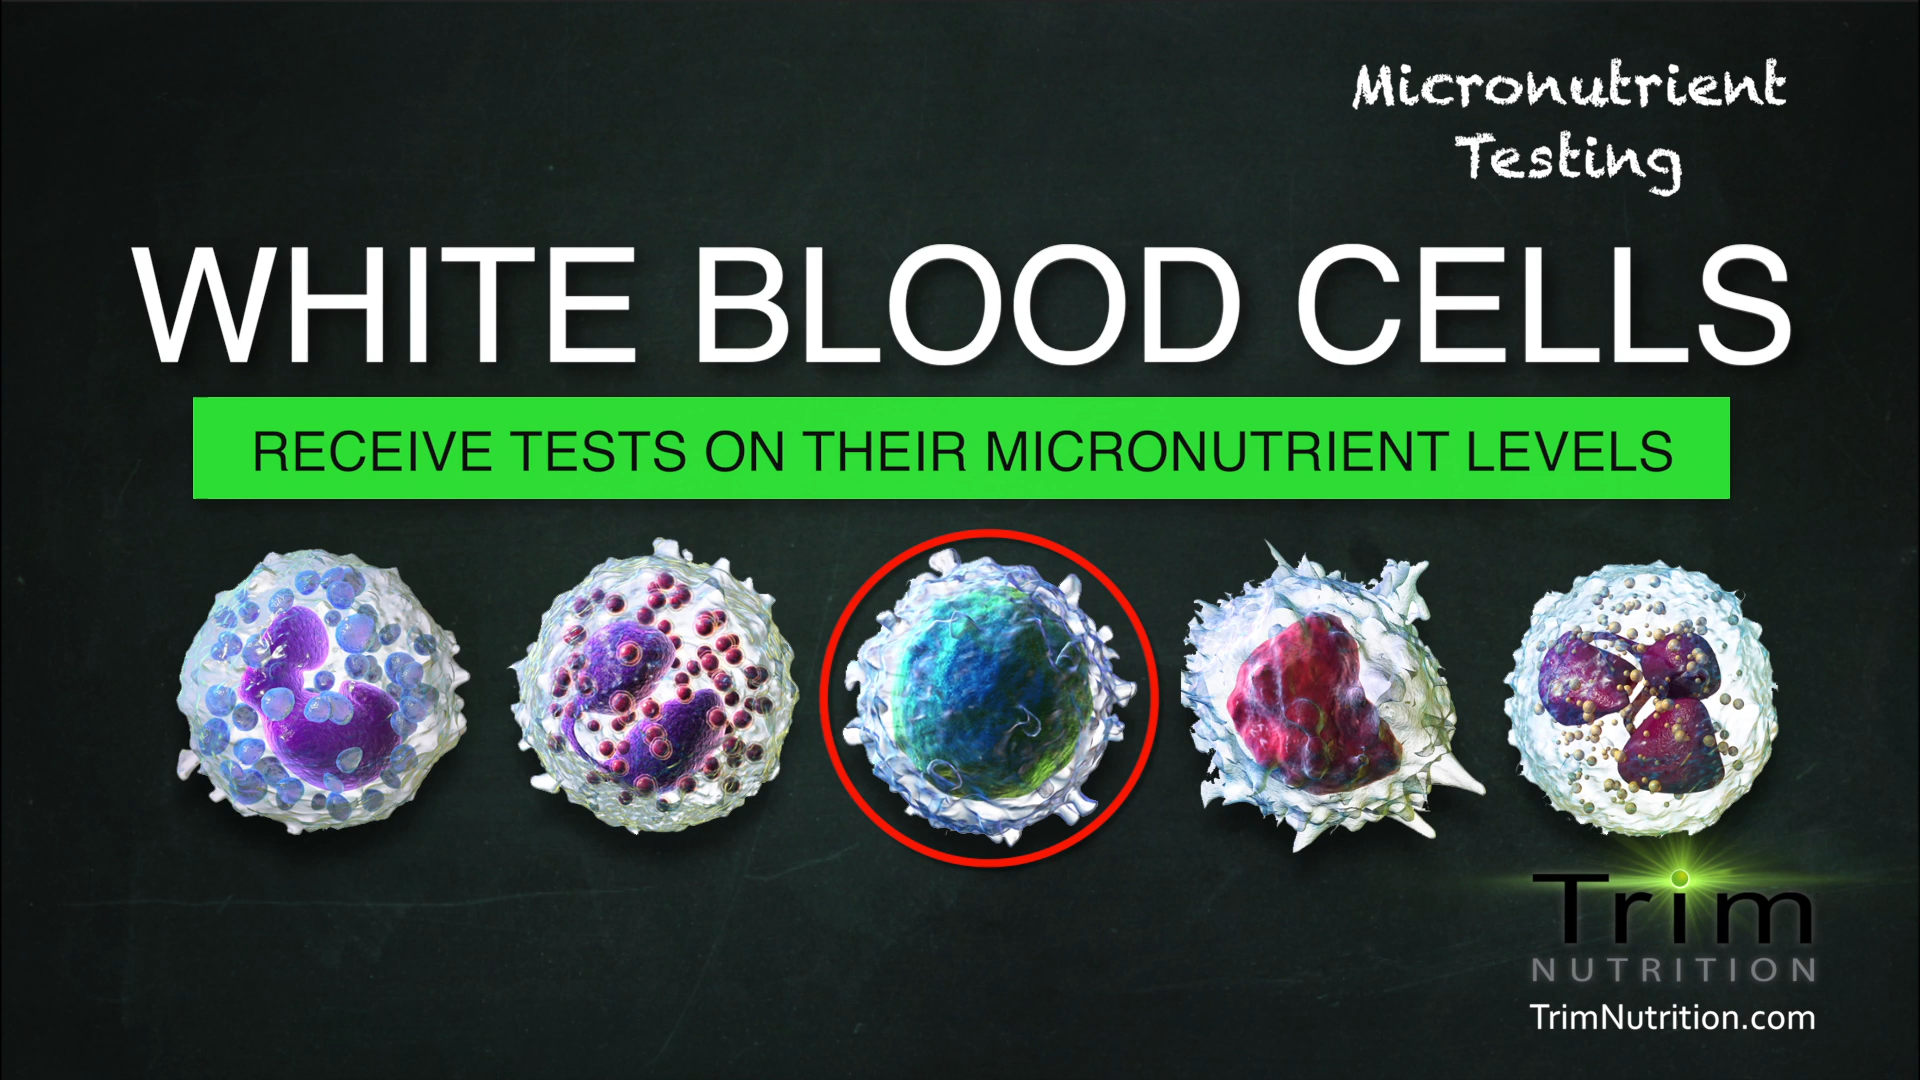 Micronutrient
Testing
WHITE BLOOD CELLS
RECEIVE TESTS ON THEIR MICRONUTRIENT LEVELS
Trim
NUTRITION
TrimNutrition.com